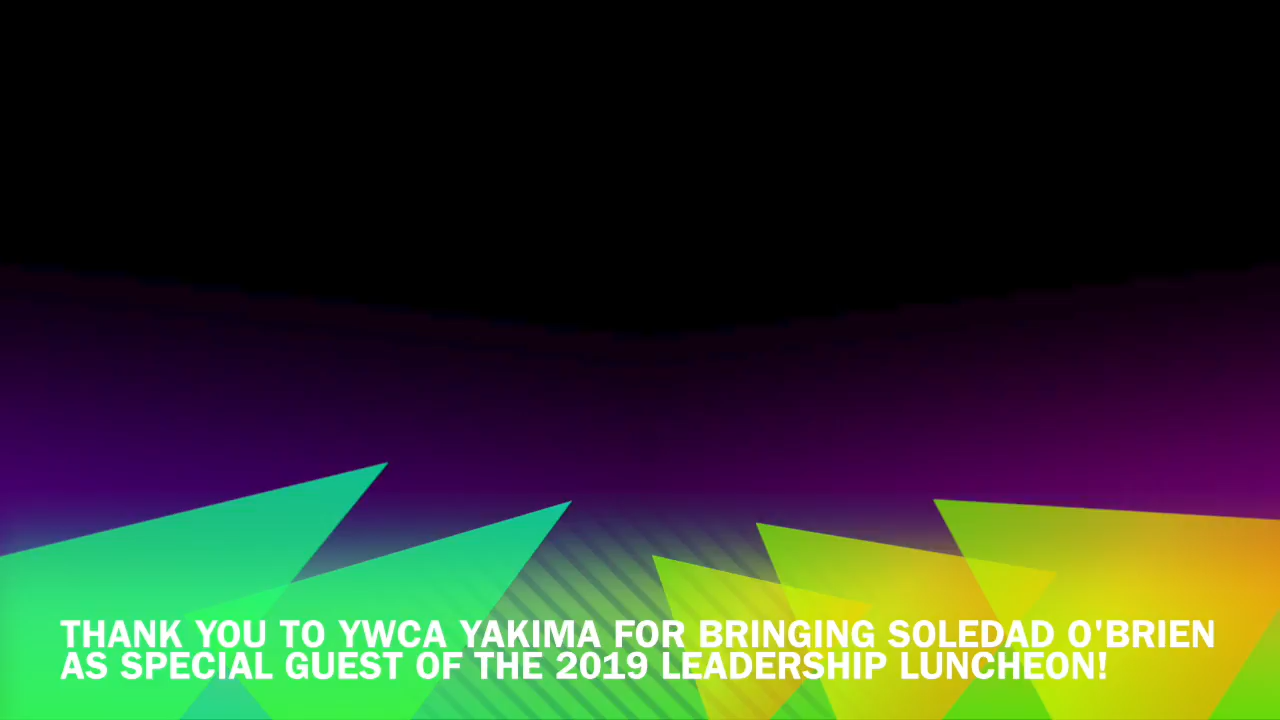 THANK YOU TO YWCA YAKIMA FOR BRINGING SOLEDAD O'BRIEN
AS SPECIAL GUEST OF THE 2019 LEADERSHIP LUNCHEON!